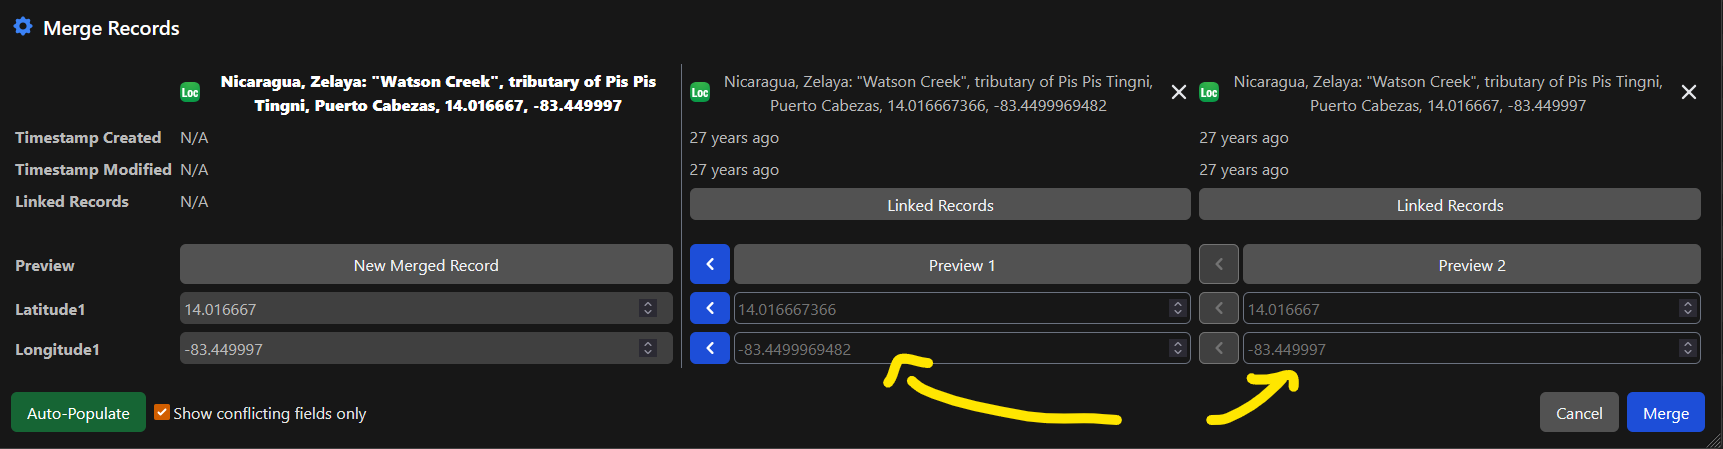 Merge Records
Loc
Nicaragua, Zelaya: "Watson Creek", tributary of Pis Pis
Tingni, Puerto Cabezas, 14.016667, -83.449997
Loc
Nicaragua, Zelaya: "Watson Creek", tributary of Pis Pis Tingni,
Puerto Cabezas, 14.016667366, -83.4499969482
Loc
Nicaragua, Zelaya: "Watson Creek", tributary of Pis Pis Tingni,
Puerto Cabezas, 14.016667, -83.449997
Timestamp Created N/A 27 years ago 27 years ago
Timestamp Modified N/A 27 years ago 27 years ago
Linked Records N/A Linked Records Linked Records
Preview New Merged Record Preview 1 Preview 2
Latitude1 14.016667 14.016667366 14.016667
Longitude1 -83.449997 -83.4499969482 -83.449997
Auto-Populate Show conflicting fields only Cancel Merge